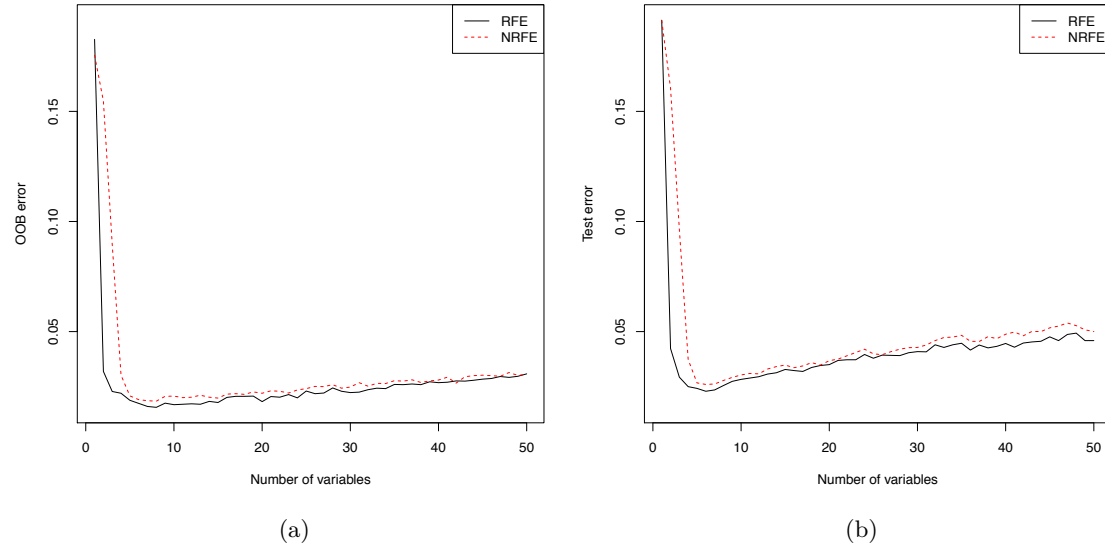 RFE
NRFE
0.15
0.10
0.05
OOB error
0 10 20 30 40 50
Number of variables
(a)
RFE
NRFE
0.15
0.10
0.05
Test error
0 10 20 30 40 50
Number of variables
(b)